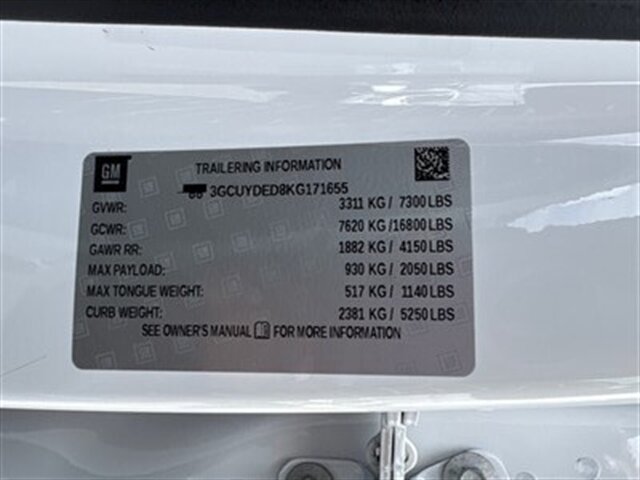 GM
TRAILERING INFORMATION
3GCUYDED8KG171655
GVWR: 3311 KG / 7300 LBS
GCWR: 7620 KG /16800 LBS
GAWR RR: 1882 KG / 4150 LBS
MAX PAYLOAD: 930 KG / 2050 LBS
MAX TONGUE WEIGHT: 517 KG / 1140 LBS
CURB WEIGHT: 2381 KG / 5250 LBS
SEE OWNER'S MANUAL FOR MORE INFORMATION